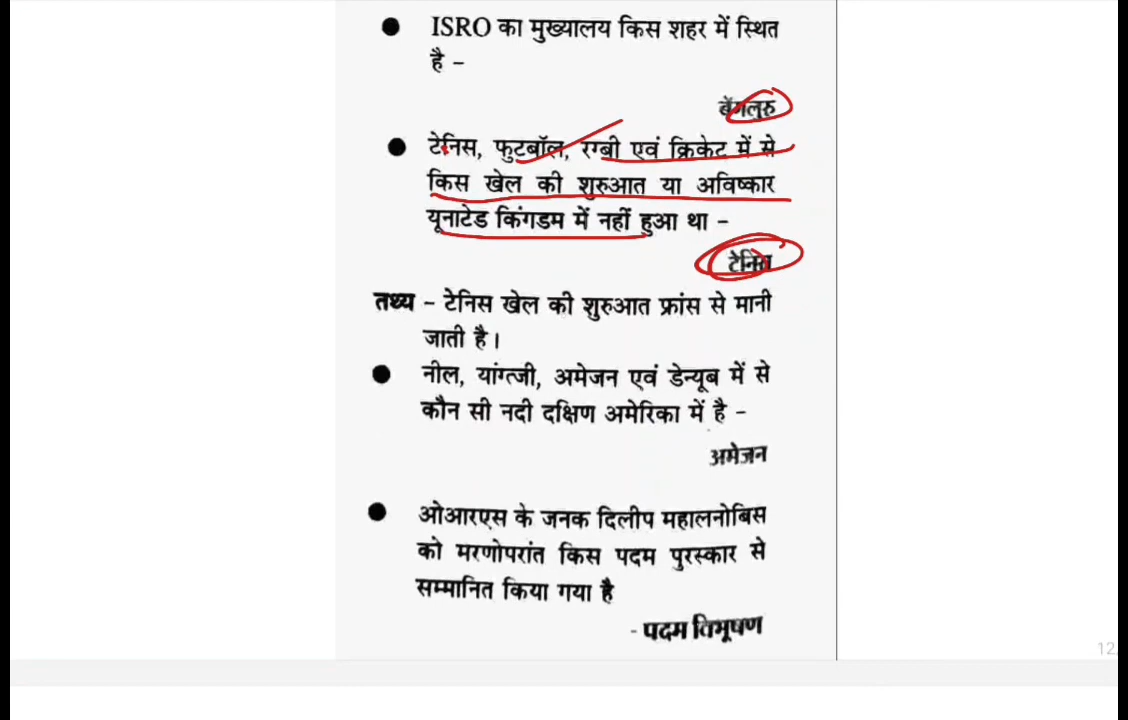 ● ISRO का मुख्यालय किस शहर में स्थित
है -
बेंगलुरु
● टेनिस, फुटबॉल, रग्बी एवं क्रिकेट में से
किस खेल की शुरुआत या अविष्कार
यूनाटेड किंगडम में नहीं हुआ था -
टेनिस
तथ्य - टेनिस खेल की शुरुआत फ्रांस से मानी
जाती है।
● नील, यांग्त्जी, अमेजन एवं डेन्यूब में से
कौन सी नदी दक्षिण अमेरिका में है -
अमेजन
● ओआरएस के जनक दिलीप महालनोबिस
को मरणोपरांत किस पदम पुरस्कार से
सम्मानित किया गया है
- पदम विभूषण
12